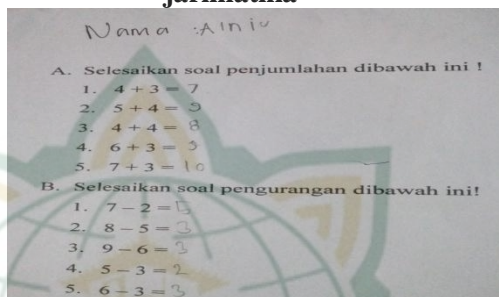 Nama :Alniu
A. Selesaikan soal penjumlahan dibawah ini !
1. 4 + 3 = 7
2. 5 + 4 = 9
3. 4 + 4 = 8
4. 6 + 3 = 9
5. 7 + 3 = 10
B. Selesaikan soal pengurangan dibawah ini!
1. 7 – 2 = 5
2. 8 – 5 = 3
3. 9 – 6 = 3
4. 5 – 3 = 2
5. 6 – 3 = 3